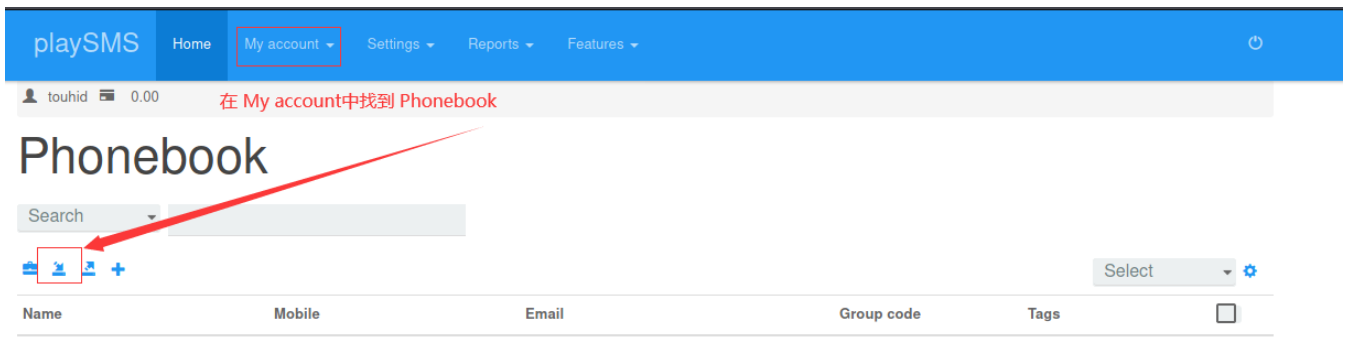 playSMS Home My account Settings Reports Features
touhid 0.00
在 My account中找到 Phonebook
Phonebook
Search
Select
Name Mobile Email Group code Tags